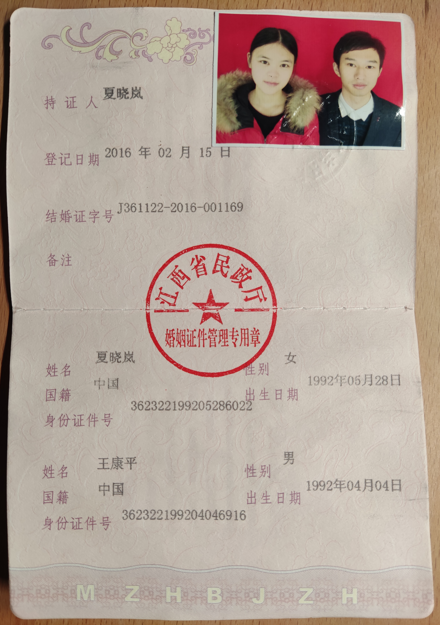 持证人 夏晓岚
登记日期 2016 年 02 月 15 日
结婚证字号 J361122-2016-001169
备注
江西省民政厅
婚姻证件管理专用章
姓名 夏晓岚 性别 女
国籍 中国 出生日期 1992年05月28日
身份证件号 362322199205286022
姓名 王康平 性别 男
国籍 中国 出生日期 1992年04月04日
身份证件号 362322199204046916
MZHBJZH